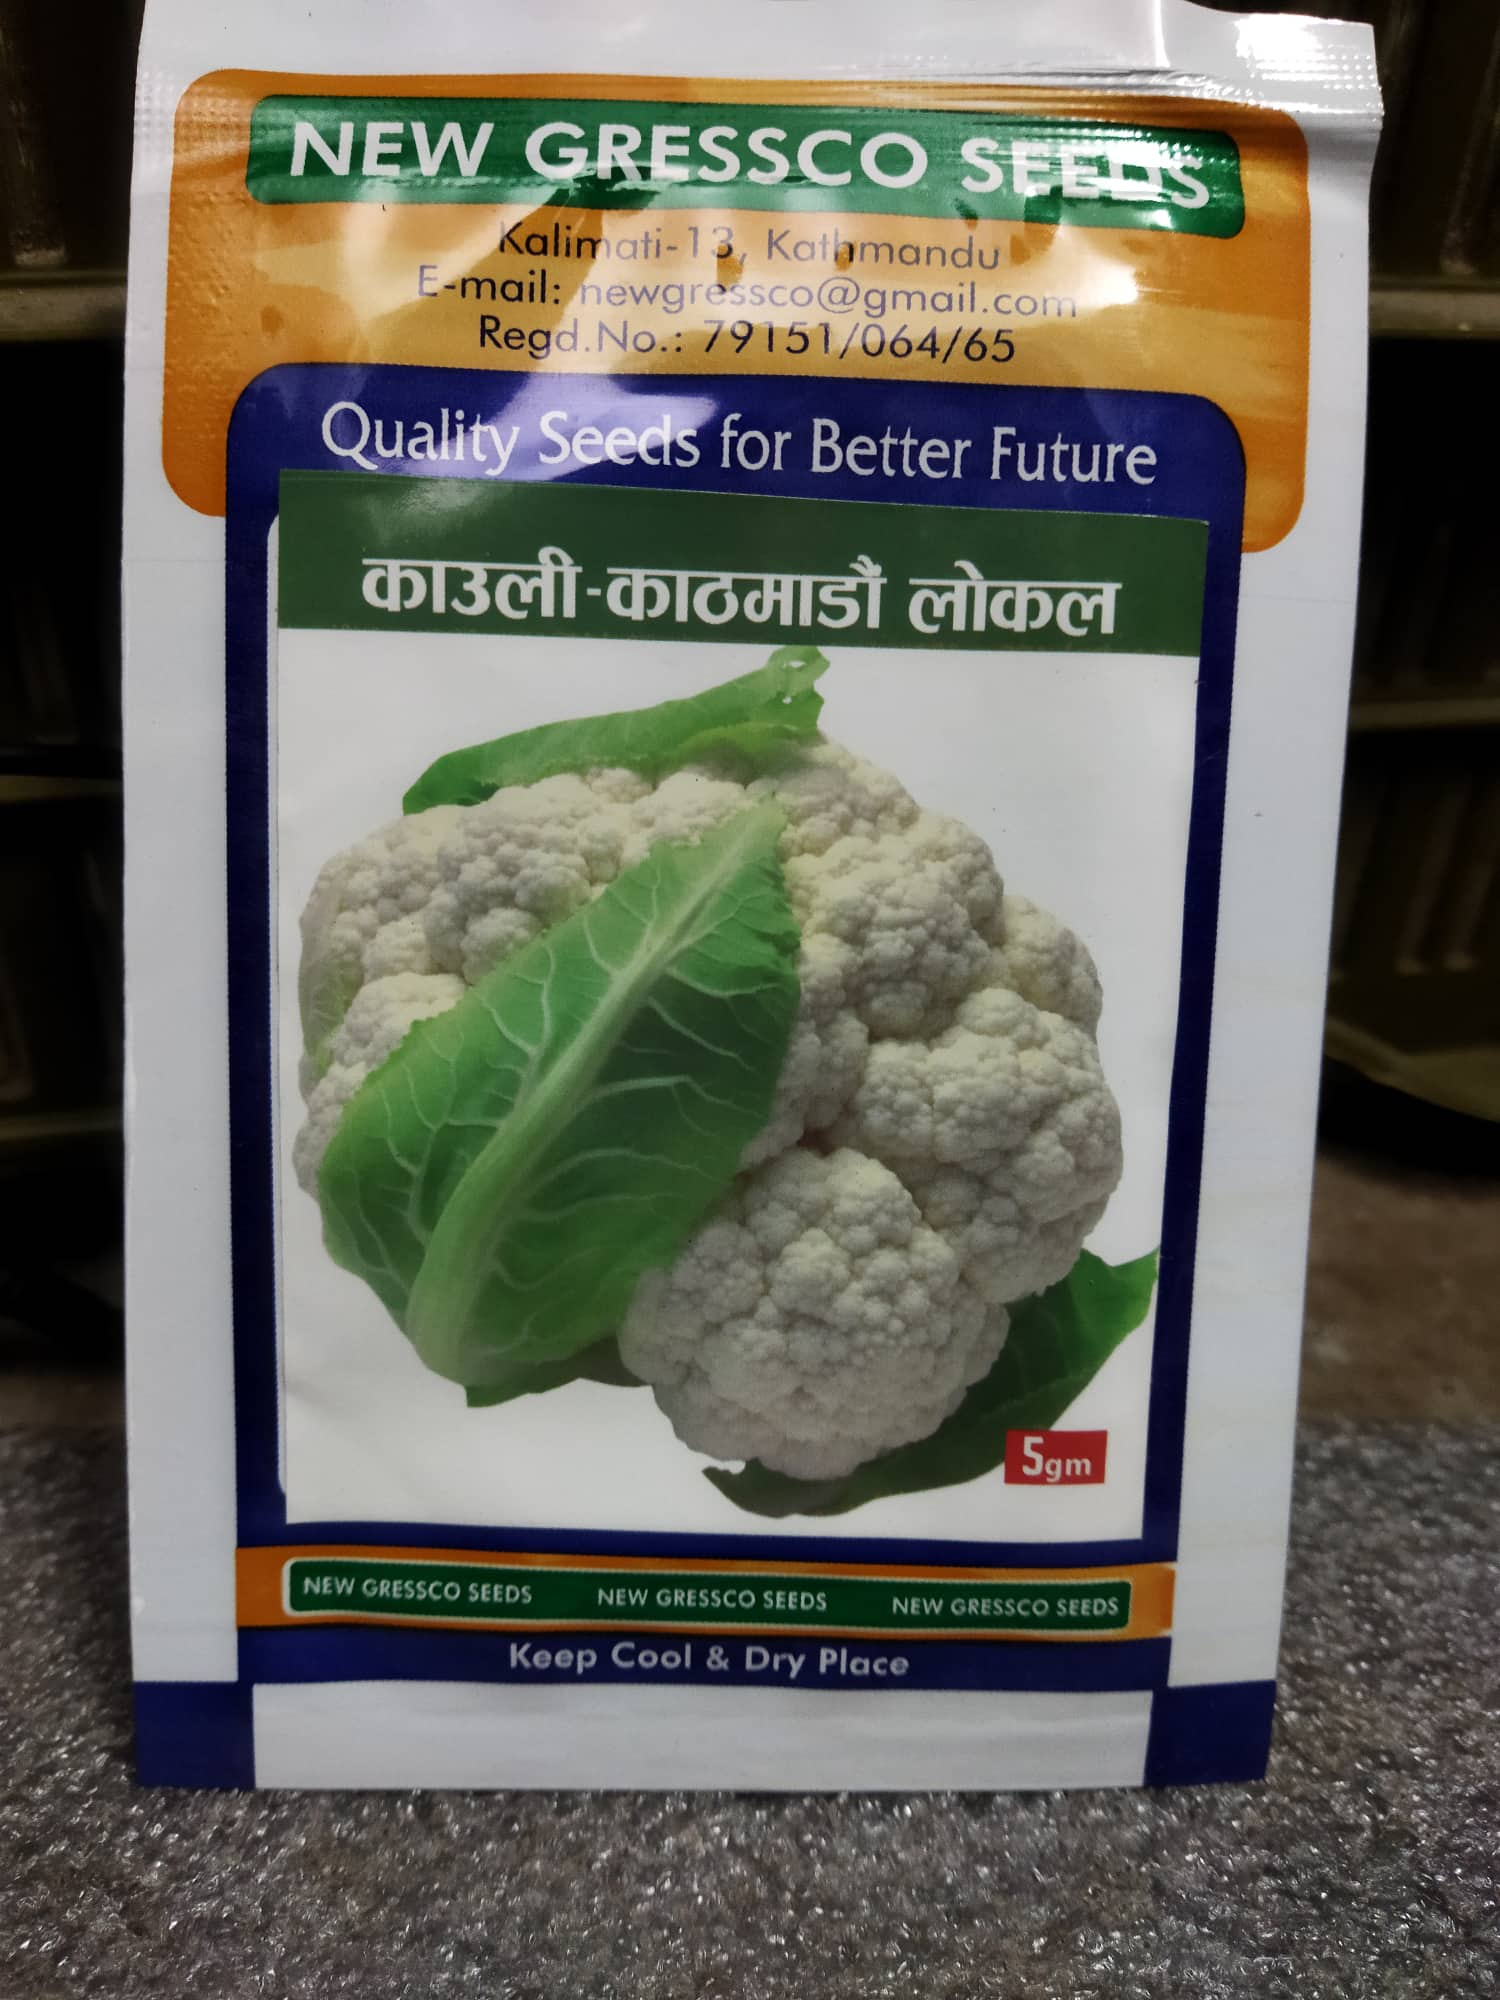 NEW GRESSCO SEEDS
Kalimati-13, Kathmandu
E-mail: newgressco@gmail.com
Regd.No.: 79151/064/65
Quality Seeds for Better Future
काउली-काठमाडौं लोकल
5gm
NEW GRESSCO SEEDS NEW GRESSCO SEEDS NEW GRESSCO SEEDS
Keep Cool & Dry Place